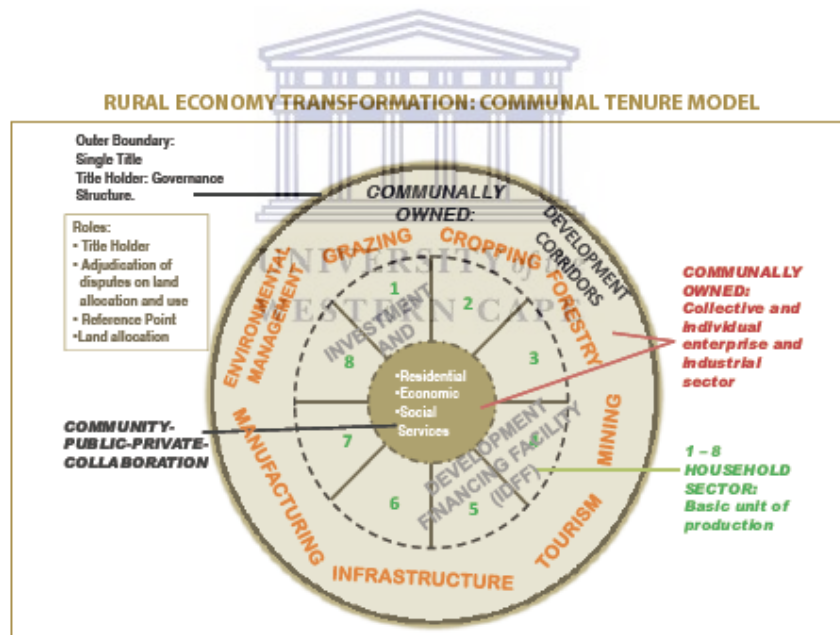 RURAL ECONOMY TRANSFORMATION: COMMUNAL TENURE MODEL
Outer Boundary:
Single Title
Title Holder: Governance
Structure.
Roles:
• Title Holder
• Adjudication of
disputes on land
allocation and use
• Reference Point
•Land allocation
COMMUNITY-
PUBLIC-PRIVATE-
COLLABORATION
COMMUNALLY
OWNED:
DEVELOPMENT
CORRIDORS
ENVIRONMENTAL
MANAGEMENT
GRAZING
CROPPING
FORESTRY
MINING
TOURISM
INFRASTRUCTURE
MANUFACTURING
UNIVERSITY of the
WESTERN CAPE
1
2
3
4
5
6
7
8
INVESTMENT
AND
DEVELOPMENT
FINANCING FACILITY
(IDFF)
•Residential
•Economic
•Social
Services
COMMUNALLY
OWNED:
Collective and
individual
enterprise and
industrial
sector
1 – 8
HOUSEHOLD
SECTOR:
Basic unit of
production